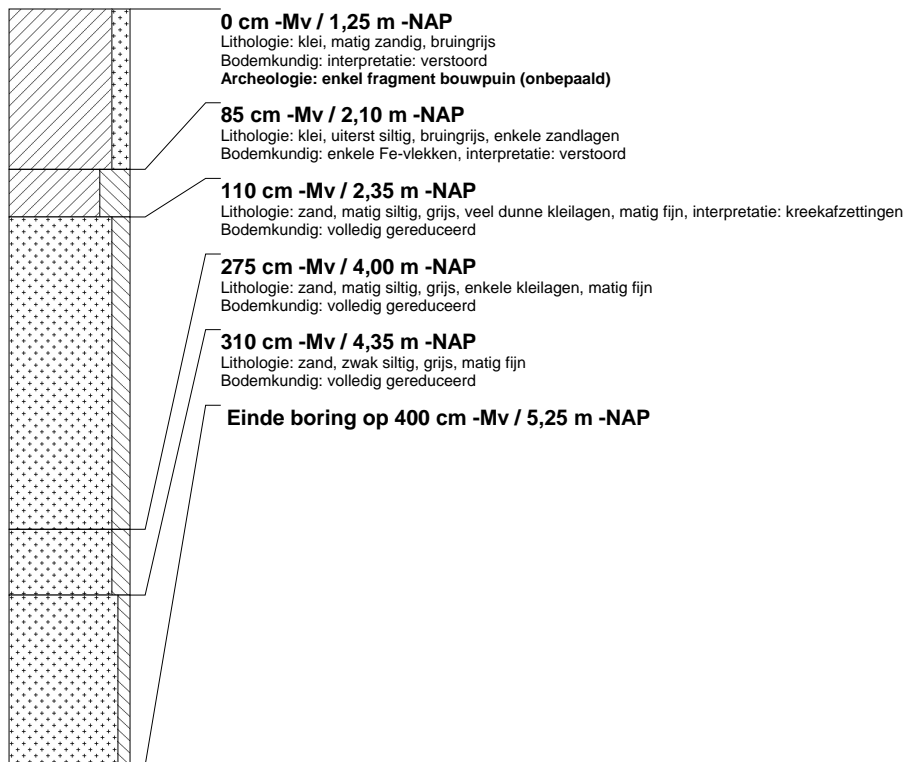 0 cm -Mv / 1,25 m -NAP
Lithologie: klei, matig zandig, bruingrijs
Bodemkundig: interpretatie: verstoord
Archeologie: enkel fragment bouwpuin (onbepaald)
85 cm -Mv / 2,10 m -NAP
Lithologie: klei, uiterst siltig, bruingrijs, enkele zandlagen
Bodemkundig: enkele Fe-vlekken, interpretatie: verstoord
110 cm -Mv / 2,35 m -NAP
Lithologie: zand, matig siltig, grijs, veel dunne kleilagen, matig fijn, interpretatie: kreekafzettingen
Bodemkundig: volledig gereduceerd
275 cm -Mv / 4,00 m -NAP
Lithologie: zand, matig siltig, grijs, enkele kleilagen, matig fijn
Bodemkundig: volledig gereduceerd
310 cm -Mv / 4,35 m -NAP
Lithologie: zand, zwak siltig, grijs, matig fijn
Bodemkundig: volledig gereduceerd
Einde boring op 400 cm -Mv / 5,25 m -NAP